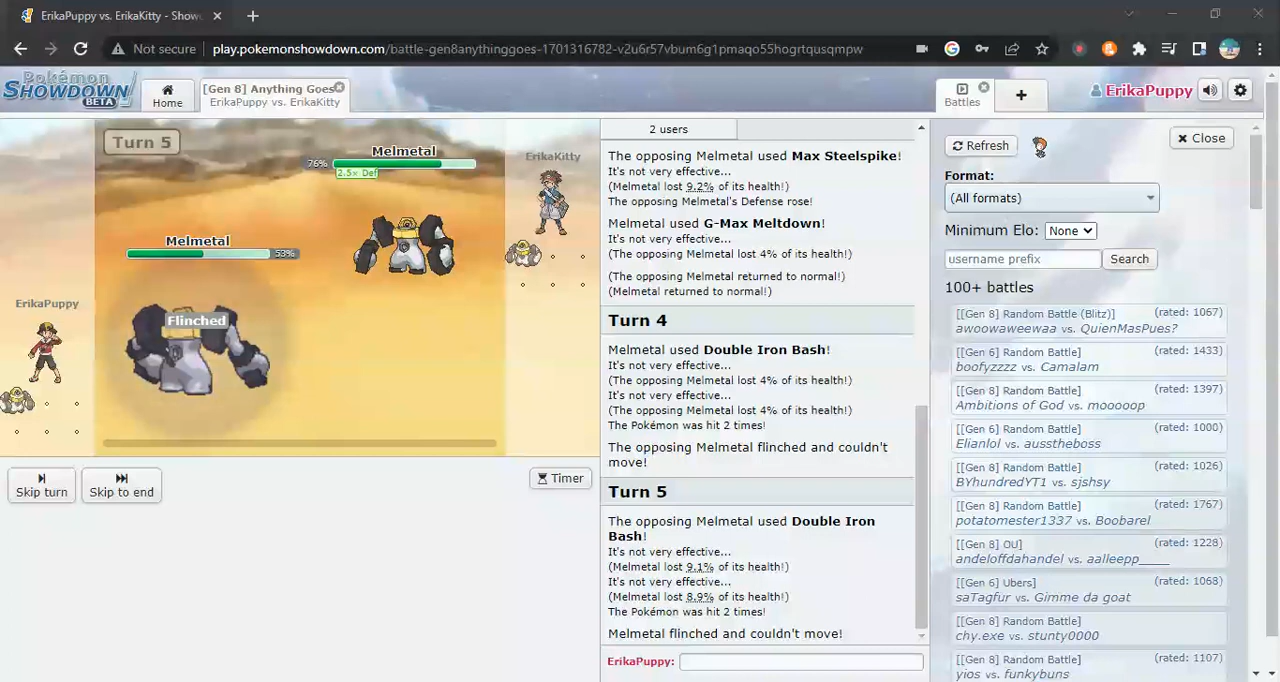 ErikaPuppy vs. ErikaKitty - Show
Not secure
play.pokemonshowdown.com/battle-gen8anythinggoes-1701316782-v2u6r57vbum6g1pmaqo55hogrtqusqmpw
Pokémon
SHOWDOWN
BETA
Home
[Gen 8] Anything Goes
ErikaPuppy vs. ErikaKitty
Battles
ErikaPuppy
Turn 5
Melmetal
76%
2.5× Def
ErikaKitty
Melmetal
53%
ErikaPuppy
Flinched
Skip turn
Skip to end
Timer
2 users
The opposing Melmetal used Max Steelspike!
It's not very effective...
(Melmetal lost 9.2% of its health!)
The opposing Melmetal's Defense rose!
Melmetal used G-Max Meltdown!
It's not very effective...
(The opposing Melmetal lost 4% of its health!)
(The opposing Melmetal returned to normal!)
(Melmetal returned to normal!)
Turn 4
Melmetal used Double Iron Bash!
It's not very effective...
(The opposing Melmetal lost 4% of its health!)
It's not very effective...
(The opposing Melmetal lost 4% of its health!)
The Pokémon was hit 2 times!
The opposing Melmetal flinched and couldn't
move!
Turn 5
The opposing Melmetal used Double Iron
Bash!
It's not very effective...
(Melmetal lost 9.1% of its health!)
It's not very effective...
(Melmetal lost 8.9% of its health!)
The Pokémon was hit 2 times!
Melmetal flinched and couldn't move!
ErikaPuppy:
Refresh
Close
Format:
(All formats)
Minimum Elo: None
username prefix
Search
100+ battles
[[Gen 8] Random Battle (Blitz)] (rated: 1067)
awoowaweewaa vs. QuienMasPues?
[[Gen 6] Random Battle] (rated: 1433)
boofyzzzz vs. Camalam
[[Gen 8] Random Battle] (rated: 1397)
Ambitions of God vs. mooooop
[[Gen 6] Random Battle] (rated: 1000)
Elianlol vs. ausstheboss
[[Gen 8] Random Battle] (rated: 1026)
BYhundredYT1 vs. sjshsy
[[Gen 8] Random Battle] (rated: 1767)
potatomester1337 vs. Boobarel
[[Gen 8] OU] (rated: 1228)
andeloffdahandel vs. aalleepp____
[[Gen 6] Ubers] (rated: 1068)
saTagfur vs. Gimme da goat
[[Gen 8] Random Battle]
chy.exe vs. stunty0000
[[Gen 8] Random Battle] (rated: 1107)
yios vs. funkybuns